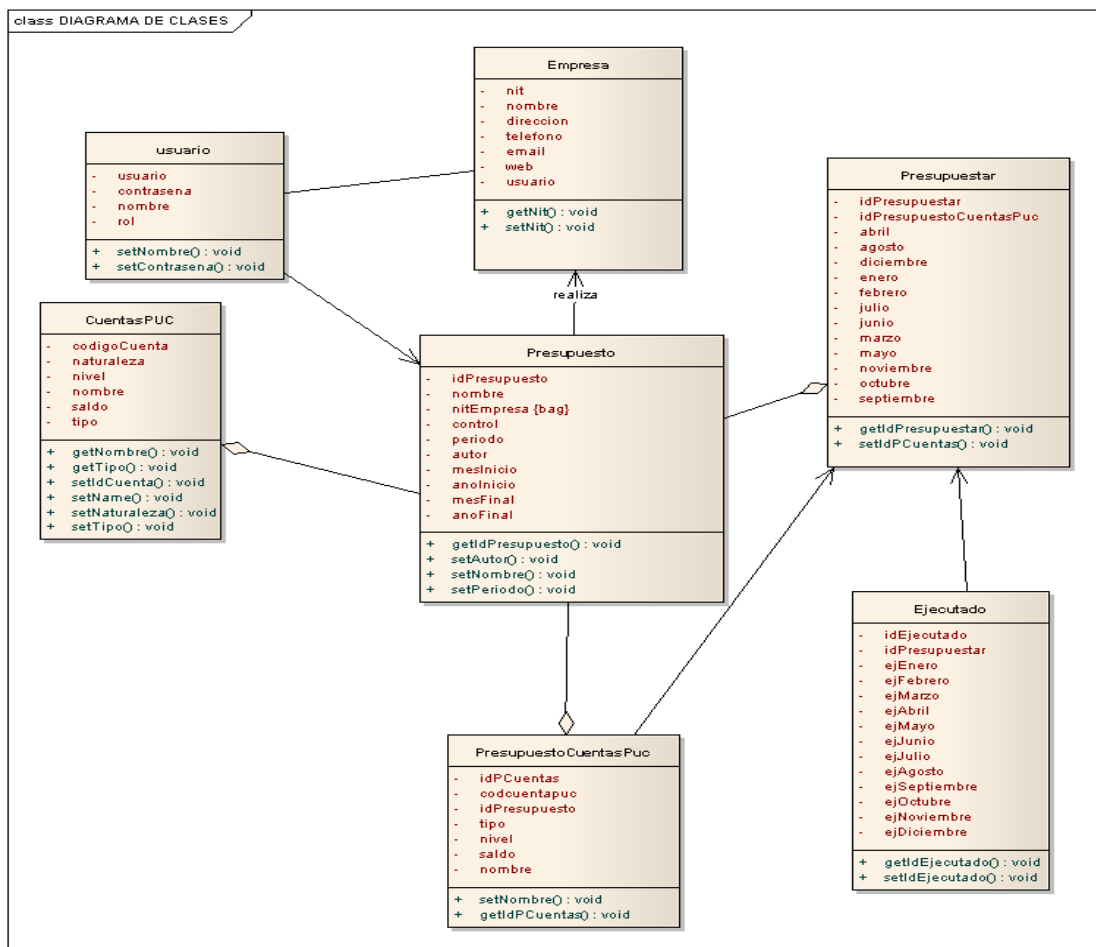 class DIAGRAMA DE CLASES
Empresa
- nit
- nombre
- direccion
- telefono
- email
- web
- usuario
+ getNit() : void
+ setNit() : void
usuario
- usuario
- contrasena
- nombre
- rol
+ setNombre() : void
+ setContrasena() : void
Presupuestar
- idPresupuestar
- idPresupuestoCuentasPuc
- abril
- agosto
- diciembre
- enero
- febrero
- julio
- junio
- marzo
- mayo
- noviembre
- octubre
- septiembre
+ getIdPresupuestar() : void
+ setIdPCuentas() : void
realiza
CuentasPUC
- codigoCuenta
- naturaleza
- nivel
- nombre
- saldo
- tipo
+ getNombre() : void
+ getTipo() : void
+ setIdCuenta() : void
+ setName() : void
+ setNaturaleza() : void
+ setTipo() : void
Presupuesto
- idPresupuesto
- nombre
- nitEmpresa {bag}
- control
- periodo
- autor
- mesInicio
- anoInicio
- mesFinal
- anoFinal
+ getIdPresupuesto() : void
+ setAutor() : void
+ setNombre() : void
+ setPeriodo() : void
Ejecutado
- idEjecutado
- idPresupuestar
- ejEnero
- ejFebrero
- ejMarzo
- ejAbril
- ejMayo
- ejJunio
- ejJulio
- ejAgosto
- ejSeptiembre
- ejOctubre
- ejNoviembre
- ejDiciembre
+ getIdEjecutado() : void
+ setIdEjecutado() : void
PresupuestoCuentasPuc
- idPCuentas
- codcuentapuc
- idPresupuesto
- tipo
- nivel
- saldo
- nombre
+ setNombre() : void
+ getIdPCuentas() : void